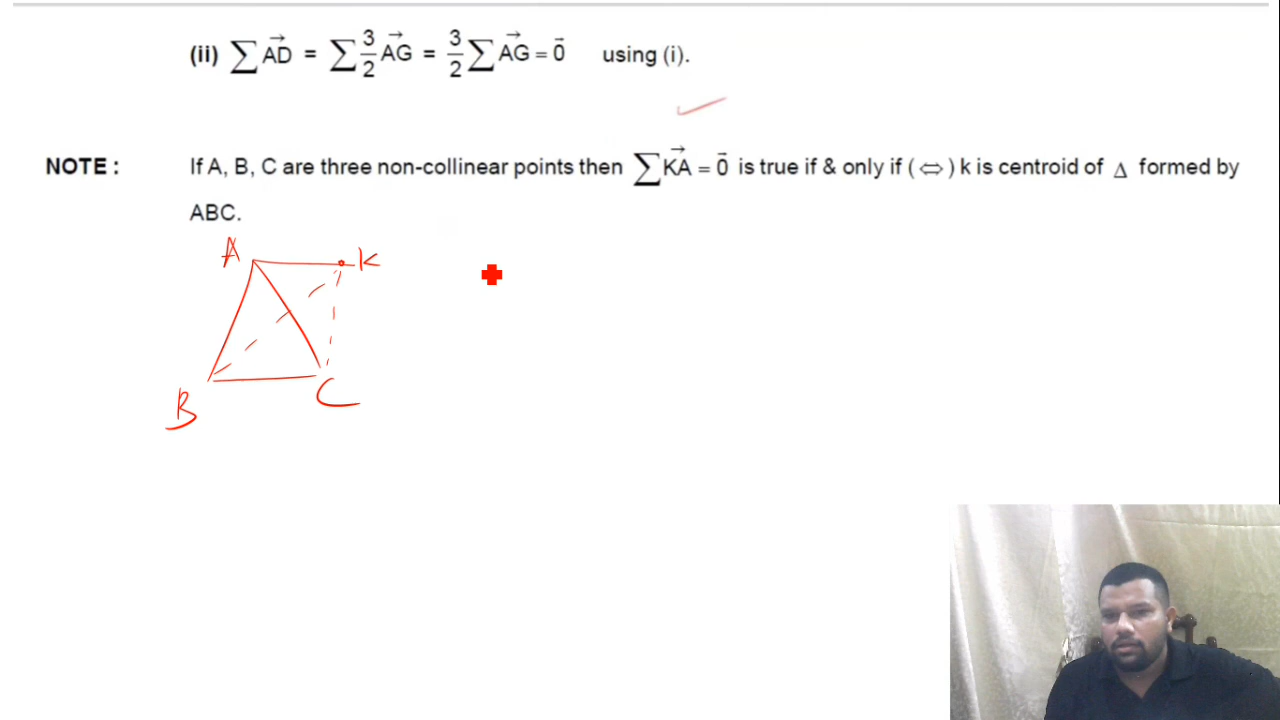 (ii) ∑ AD⃗ = ∑ 3/2 AG⃗ = 3/2 ∑ AG⃗ = 0⃗ using (i).
NOTE : If A, B, C are three non-collinear points then ∑ KA⃗ = 0⃗ is true if & only if (⇔) k is centroid of Δ formed by
ABC.
A K
B C